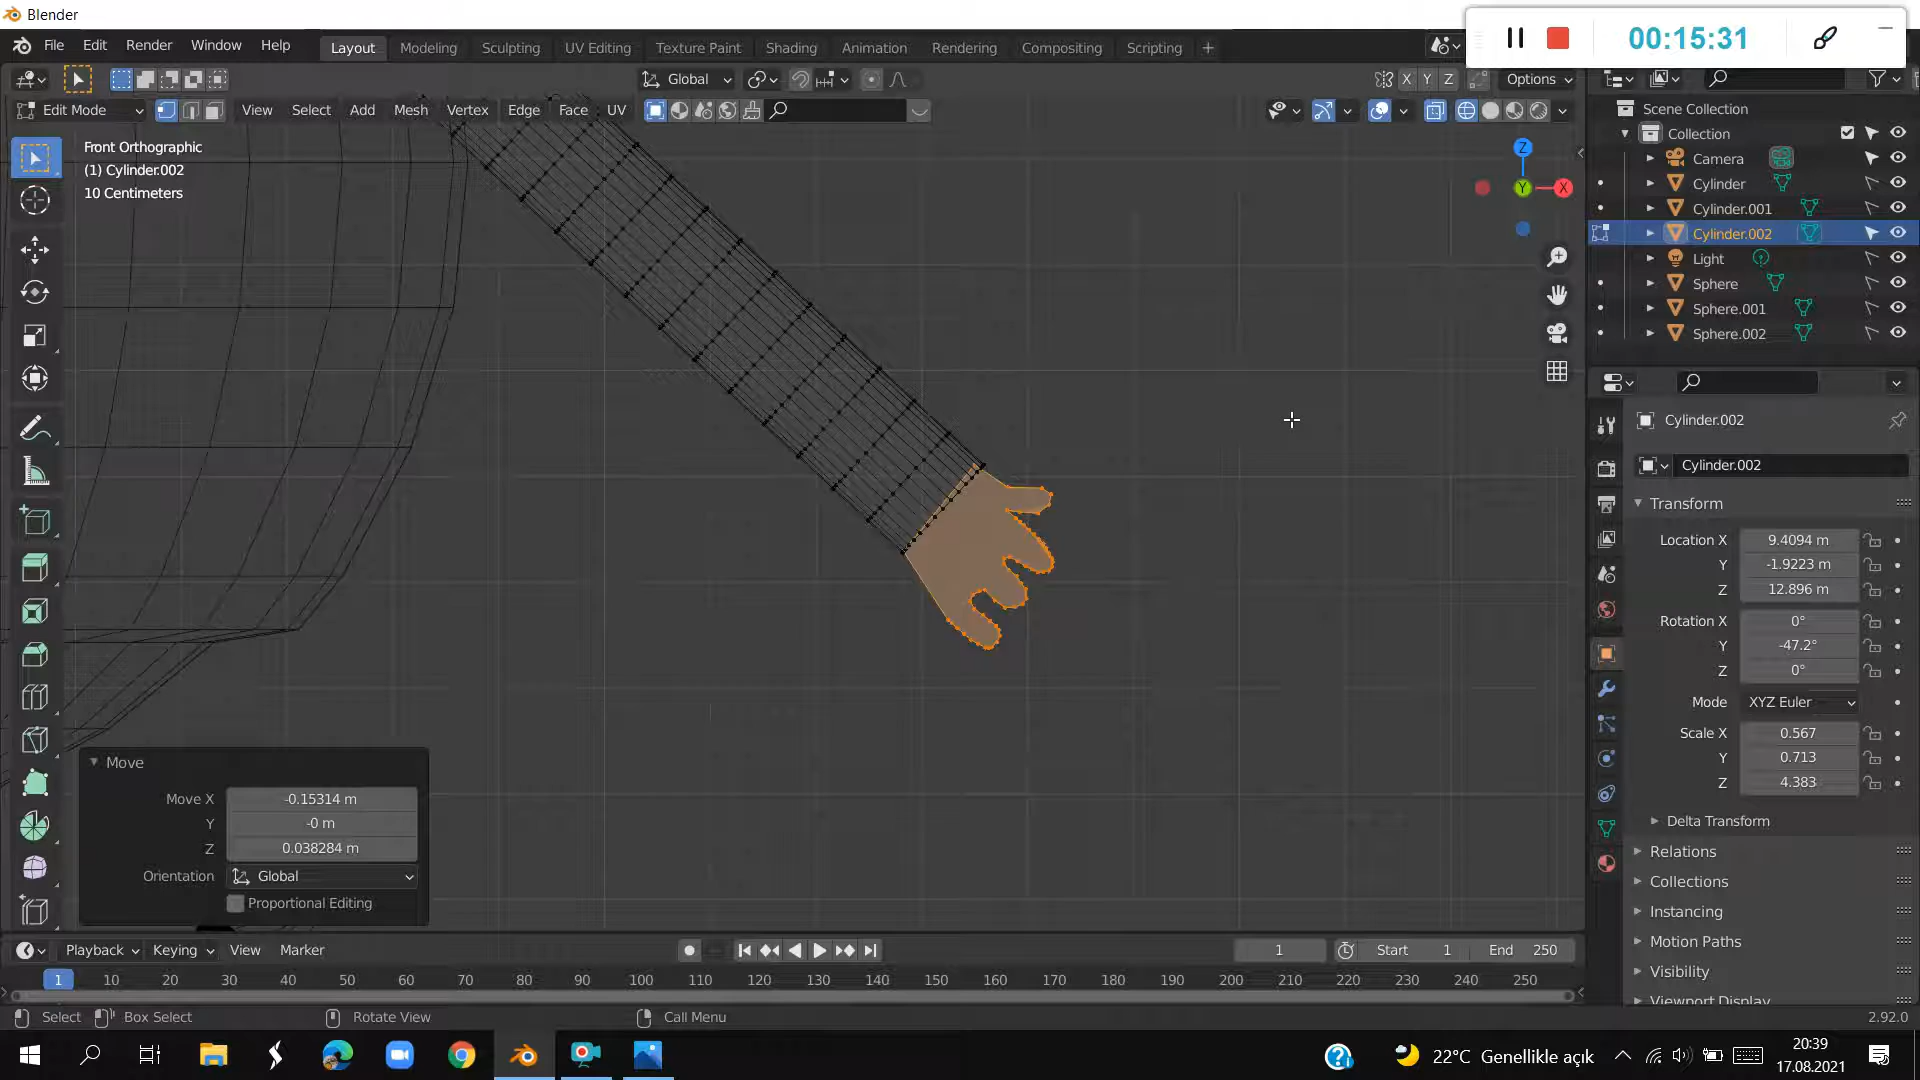 Blender
File Edit Render Window Help Layout Modeling Sculpting UV Editing Texture Paint Shading Animation Rendering Compositing Scripting +
00:15:31
Global Options X Y Z
Edit Mode View Select Add Mesh Vertex Edge Face UV
Front Orthographic
(1) Cylinder.002
10 Centimeters
Z
Y
X
Scene Collection
Collection
Camera
Cylinder
Cylinder.001
Cylinder.002
Light
Sphere
Sphere.001
Sphere.002
Cylinder.002
Cylinder.002
Transform
Location X 9.4094 m
Y -1.9223 m
Z 12.896 m
Rotation X 0°
Y -47.2°
Z 0°
Mode XYZ Euler
Scale X 0.567
Y 0.713
Z 4.383
Delta Transform
Relations
Collections
Instancing
Motion Paths
Visibility
Viewport Display
Move
Move X -0.15314 m
Y -0 m
Z 0.038284 m
Orientation Global
Proportional Editing
Playback Keying View Marker 1 Start 1 End 250
1 10 20 30 40 50 60 70 80 90 100 110 120 130 140 150 160 170 180 190 200 210 220 230 240 250
Select Box Select Rotate View Call Menu 2.92.0
22°C Genellikle açık
20:39
17.08.2021